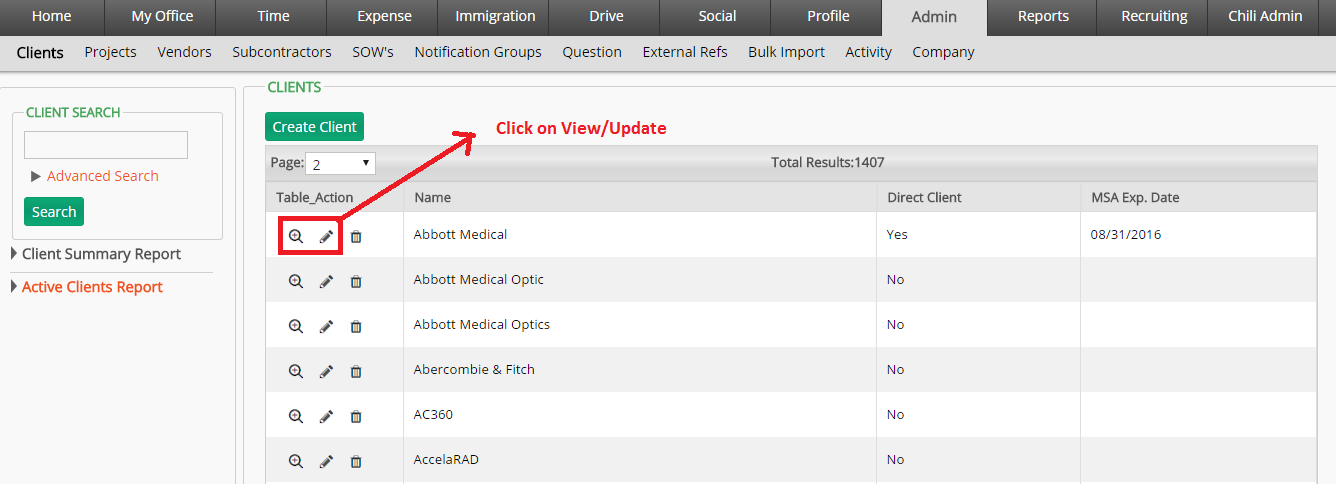 Home My Office Time Expense Immigration Drive Social Profile Admin Reports Recruiting Chili Admin
Clients Projects Vendors Subcontractors SOW's Notification Groups Question External Refs Bulk Import Activity Company
CLIENTS
CLIENT SEARCH
Advanced Search
Search
Client Summary Report
Active Clients Report
Create Client
Click on View/Update
Page: 2 Total Results:1407
Table_Action Name Direct Client MSA Exp. Date
Abbott Medical Yes 08/31/2016
Abbott Medical Optic No
Abbott Medical Optics No
Abercombie & Fitch No
AC360 No
AccelaRAD No